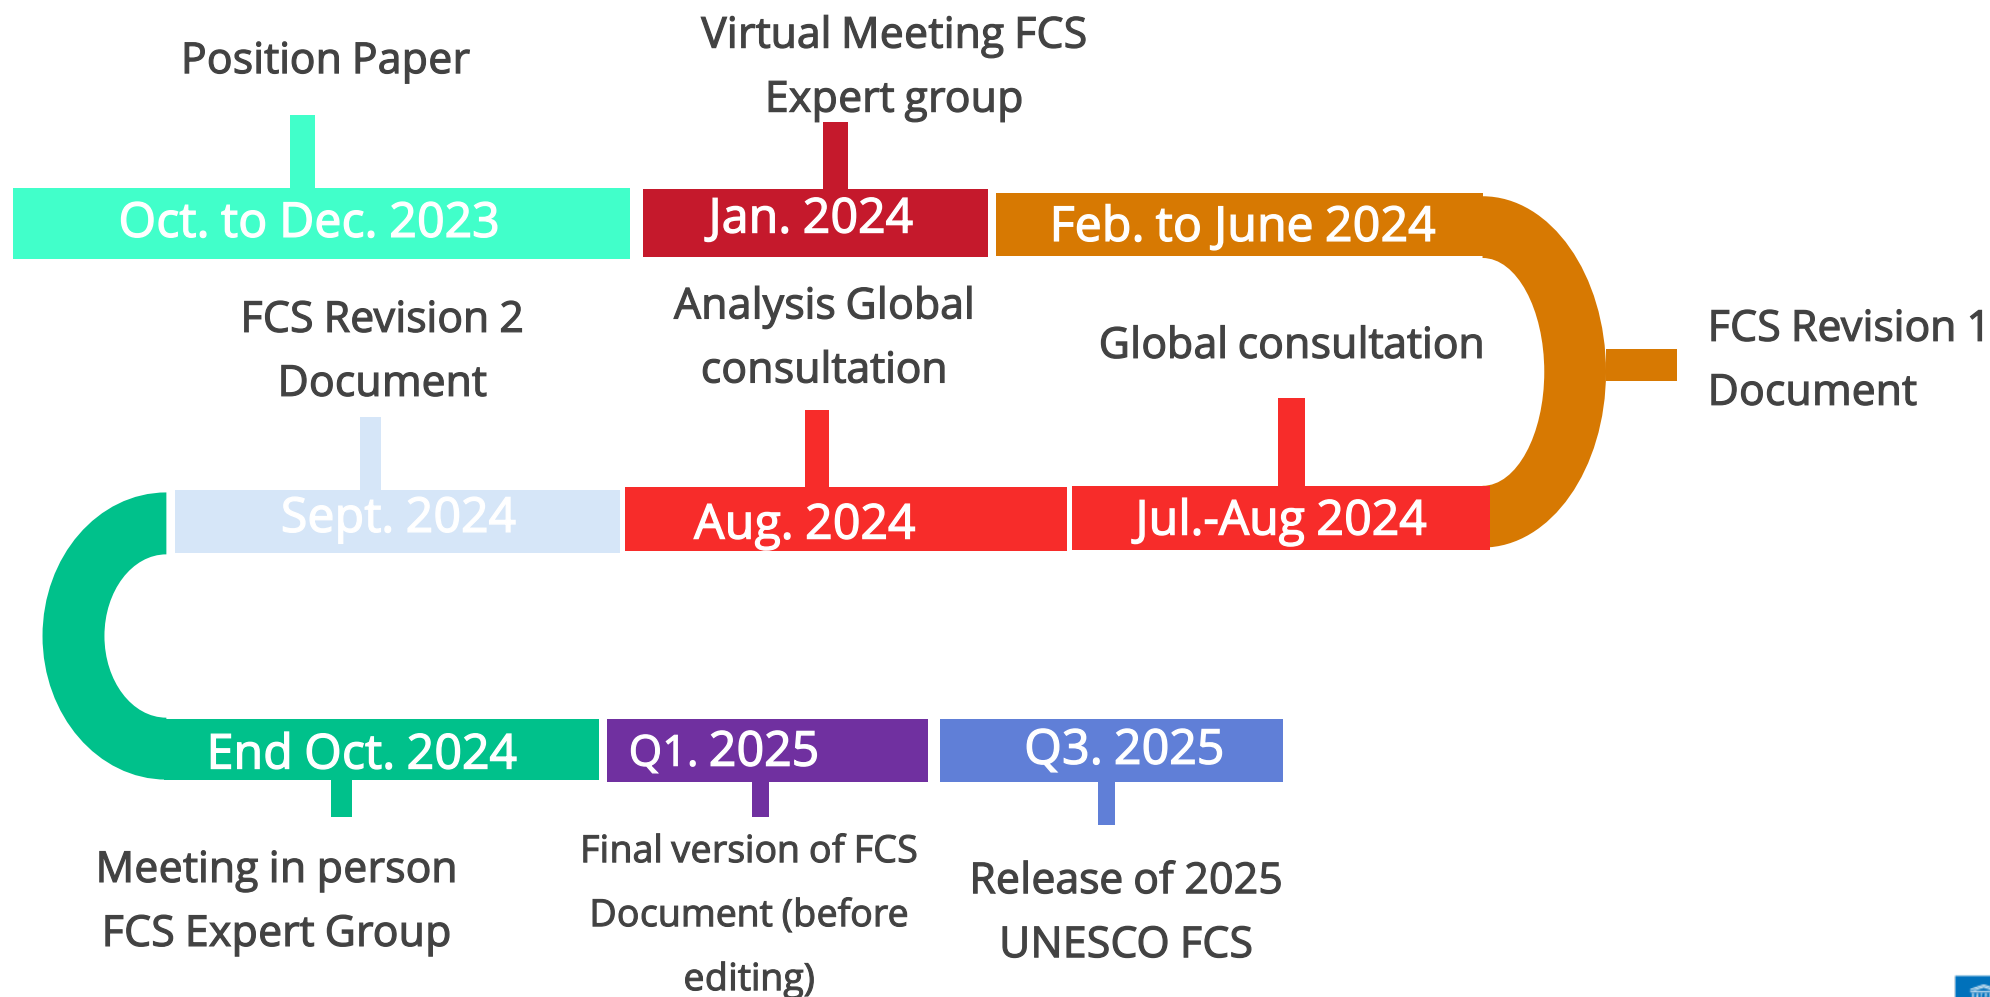 Position Paper
Virtual Meeting FCS
Expert group
Oct. to Dec. 2023
Jan. 2024
Feb. to June 2024
FCS Revision 1
Document
Global consultation
Jul.-Aug 2024
Analysis Global
consultation
Aug. 2024
FCS Revision 2
Document
Sept. 2024
End Oct. 2024
Meeting in person
FCS Expert Group
Q1. 2025
Final version of FCS
Document (before
editing)
Q3. 2025
Release of 2025
UNESCO FCS